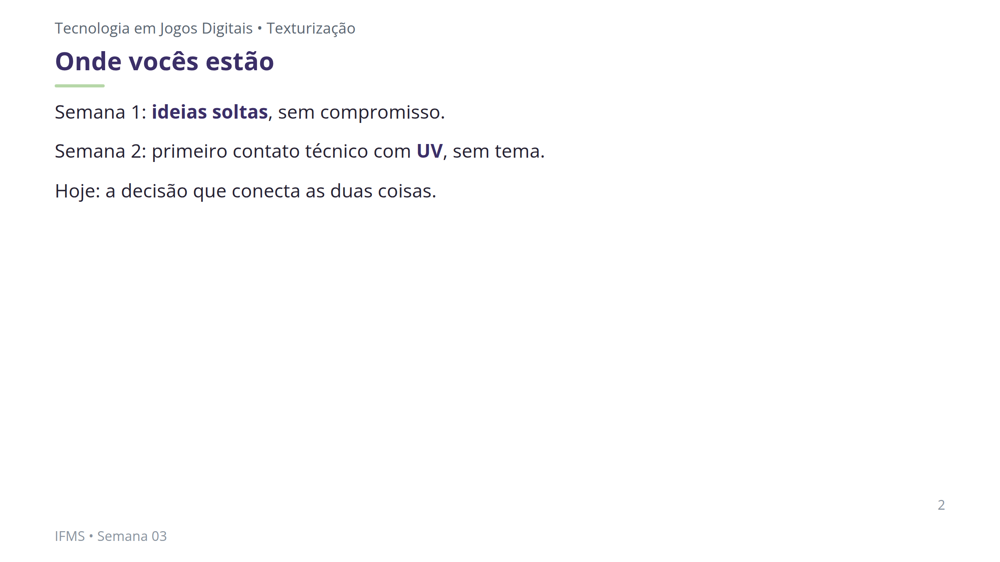 Tecnologia em Jogos Digitais • Texturização
Onde vocês estão
Semana 1: ideias soltas, sem compromisso.
Semana 2: primeiro contato técnico com UV, sem tema.
Hoje: a decisão que conecta as duas coisas.
2
IFMS • Semana 03